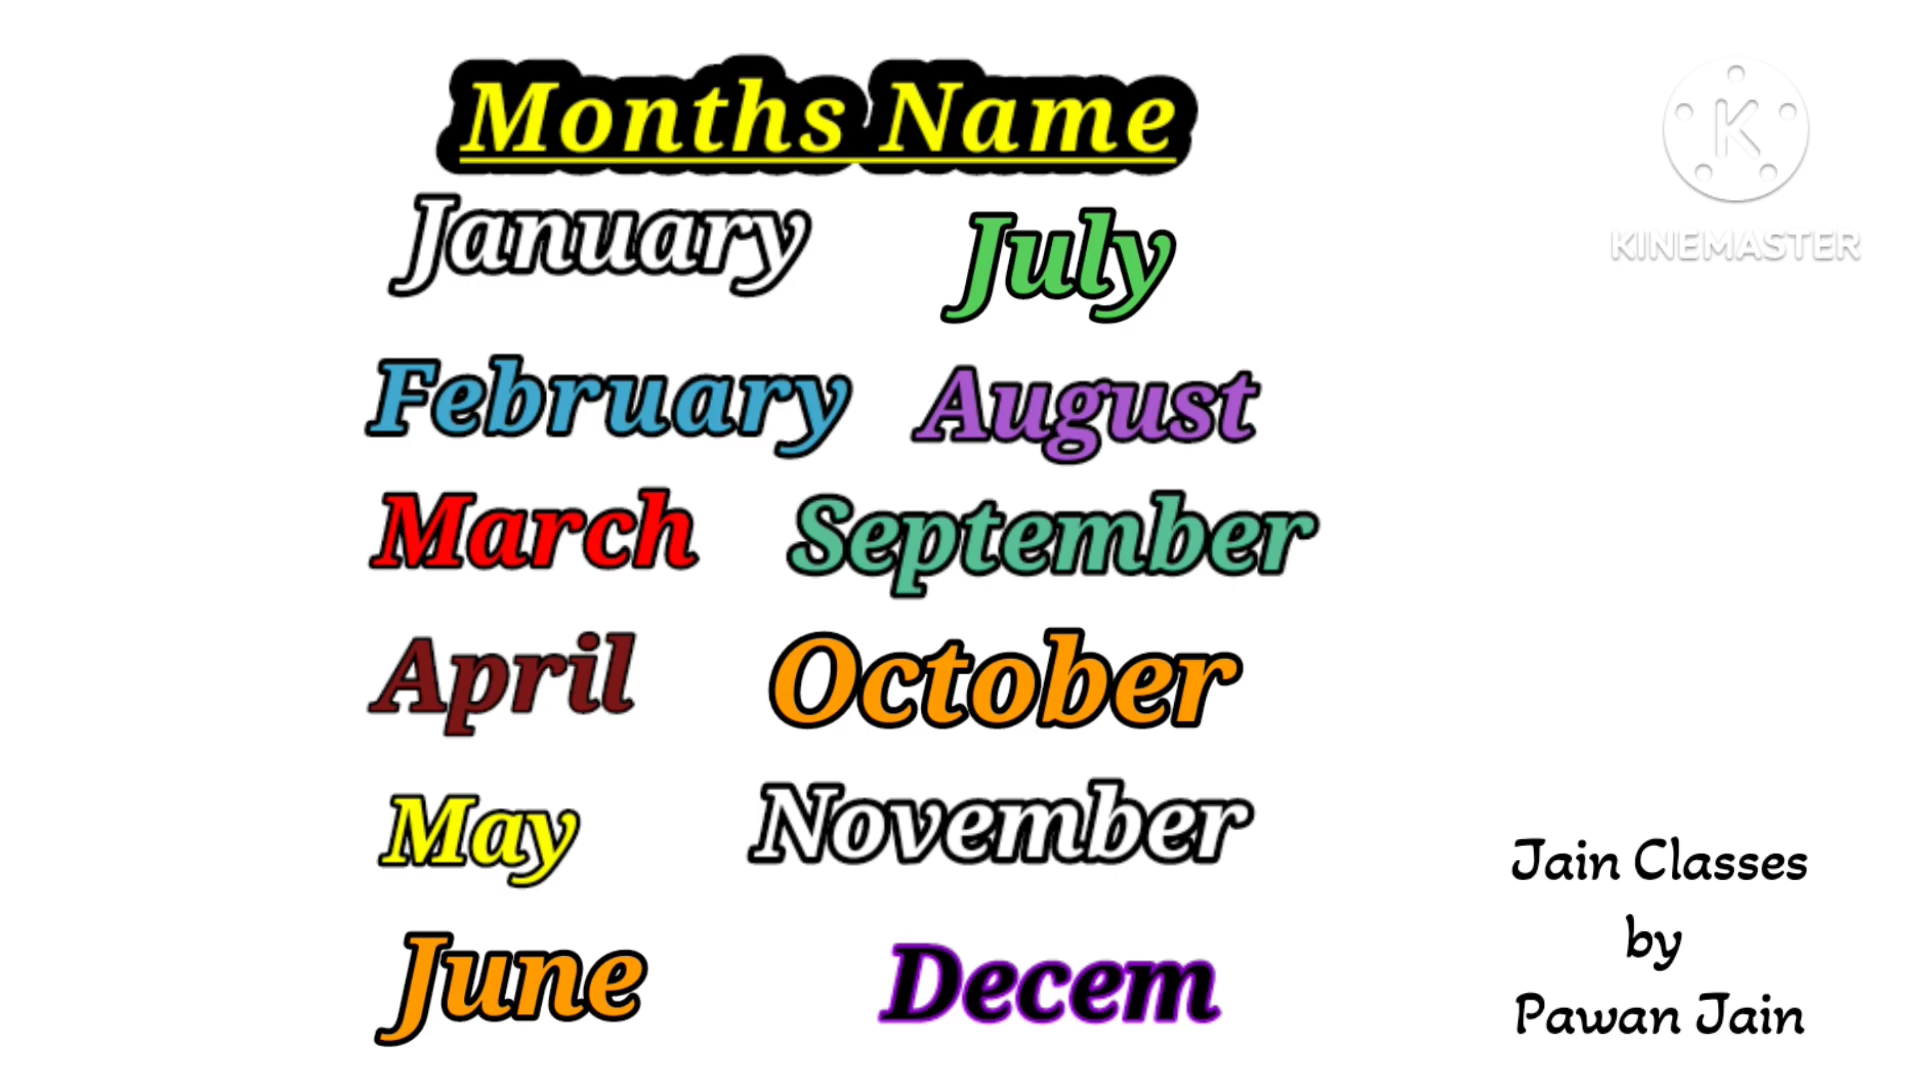 Months Name
January July
February August
March September
April October
May November
June Decem
K
KINEMASTER
Jain Classes
by
Pawan Jain